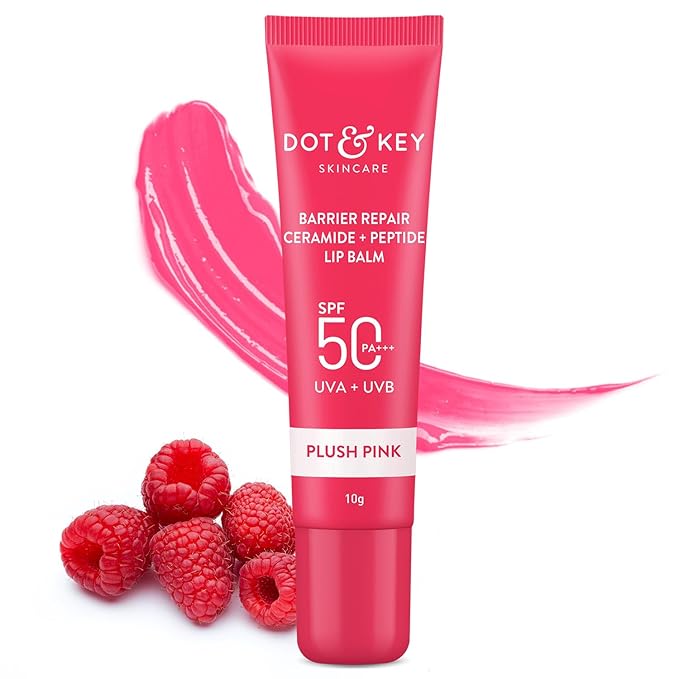 DOT & KEY
SKINCARE
BARRIER REPAIR
CERAMIDE + PEPTIDE
LIP BALM
SPF
50 PA+++
UVA + UVB
PLUSH PINK
10g